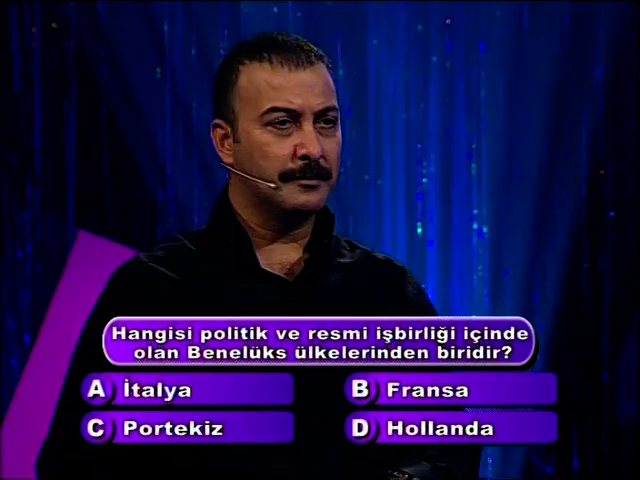 Hangisi politik ve resmi işbirliği içinde
olan Benelüks ülkelerinden biridir?
A İtalya
B Fransa
C Portekiz
D Hollanda